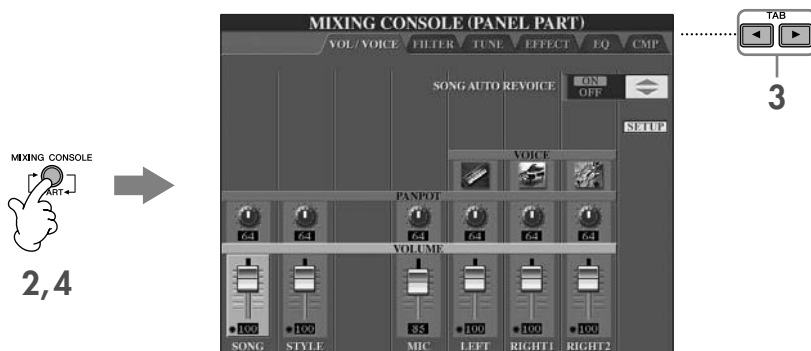 MIXING CONSOLE (PANEL PART)
VOL / VOICE FILTER TUNE EFFECT EQ CMP
TAB
3
SONG AUTO REVOICE ON
OFF
SETUP
MIXING CONSOLE
PART
2,4
VOICE
PANPOT
64 64 64 64 64 64
VOLUME
100 100 85 100 100 100
SONG STYLE MIC LEFT RIGHT1 RIGHT2